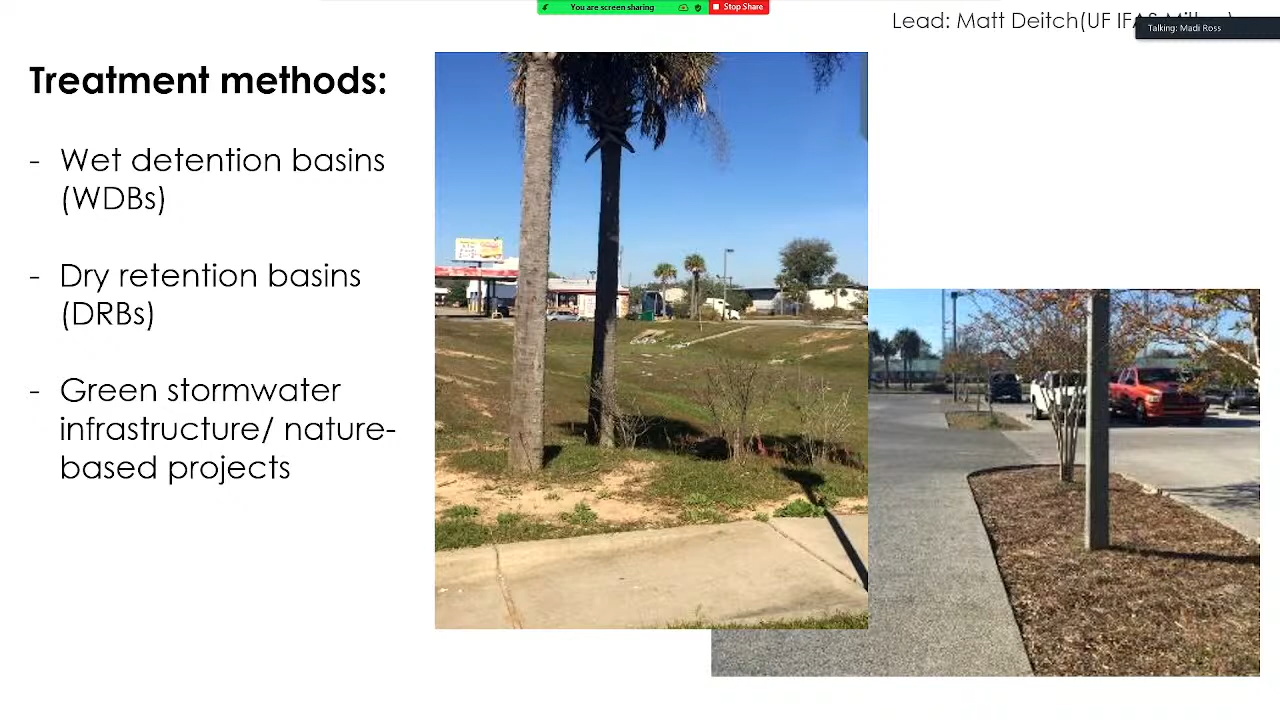 You are screen sharing
Stop Share
Lead: Matt Deitch(UF IFAS
Talking: Madi Ross
Treatment methods:
- Wet detention basins
(WDBs)
- Dry retention basins
(DRBs)
- Green stormwater
infrastructure/ nature-
based projects